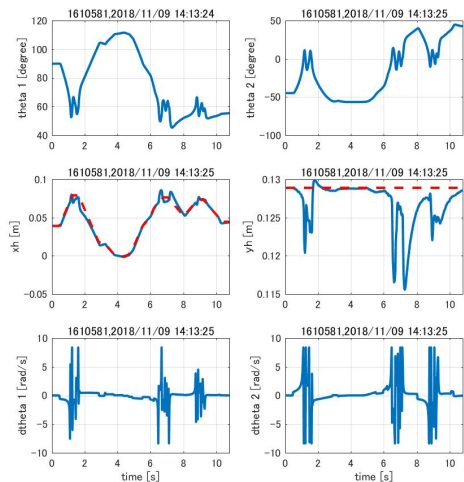 1610581,2018/11/09 14:13:24
theta 1 [degree]
120
100
80
60
40
0 2 4 6 8 10
1610581,2018/11/09 14:13:25
theta 2 [degree]
50
0
-50
-100
0 2 4 6 8 10
1610581,2018/11/09 14:13:25
xh [m]
0.1
0.05
0
-0.05
0 2 4 6 8 10
1610581,2018/11/09 14:13:25
yh [m]
0.13
0.125
0.12
0.115
0 2 4 6 8 10
1610581,2018/11/09 14:13:25
dtheta 1 [rad/s]
10
5
0
-5
-10
0 2 4 6 8 10
time [s]
1610581,2018/11/09 14:13:25
dtheta 2 [rad/s]
10
5
0
-5
-10
0 2 4 6 8 10
time [s]